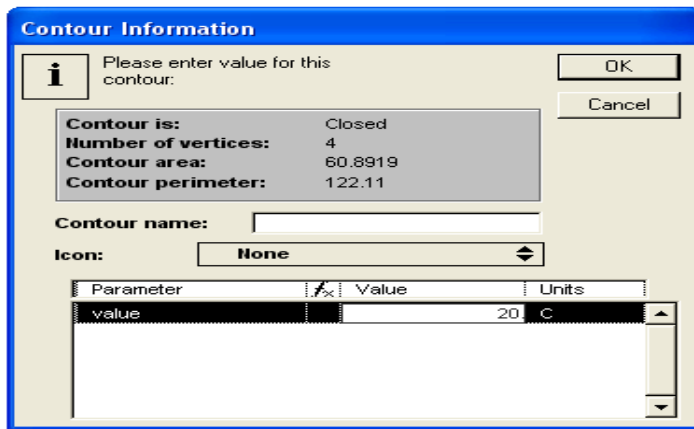 Contour Information
i
Please enter value for this
contour:
OK
Cancel
Contour is: Closed
Number of vertices: 4
Contour area: 60.8919
Contour perimeter: 122.11
Contour name:
Icon: None
Parameter fx Value Units
value 20. C